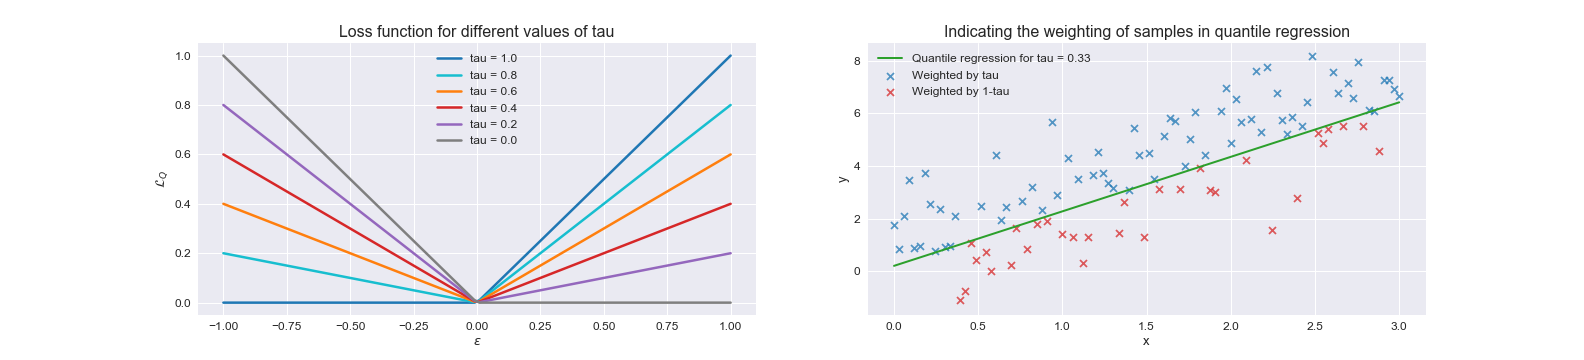 Loss function for different values of tau
1.0
0.8
0.6
0.4
0.2
0.0
ℒQ
tau = 1.0
tau = 0.8
tau = 0.6
tau = 0.4
tau = 0.2
tau = 0.0
−1.00 −0.75 −0.50 −0.25 0.00 0.25 0.50 0.75 1.00
ε
Indicating the weighting of samples in quantile regression
8
6
4
2
0
y
Quantile regression for tau = 0.33
Weighted by tau
Weighted by 1-tau
0.0 0.5 1.0 1.5 2.0 2.5 3.0
x